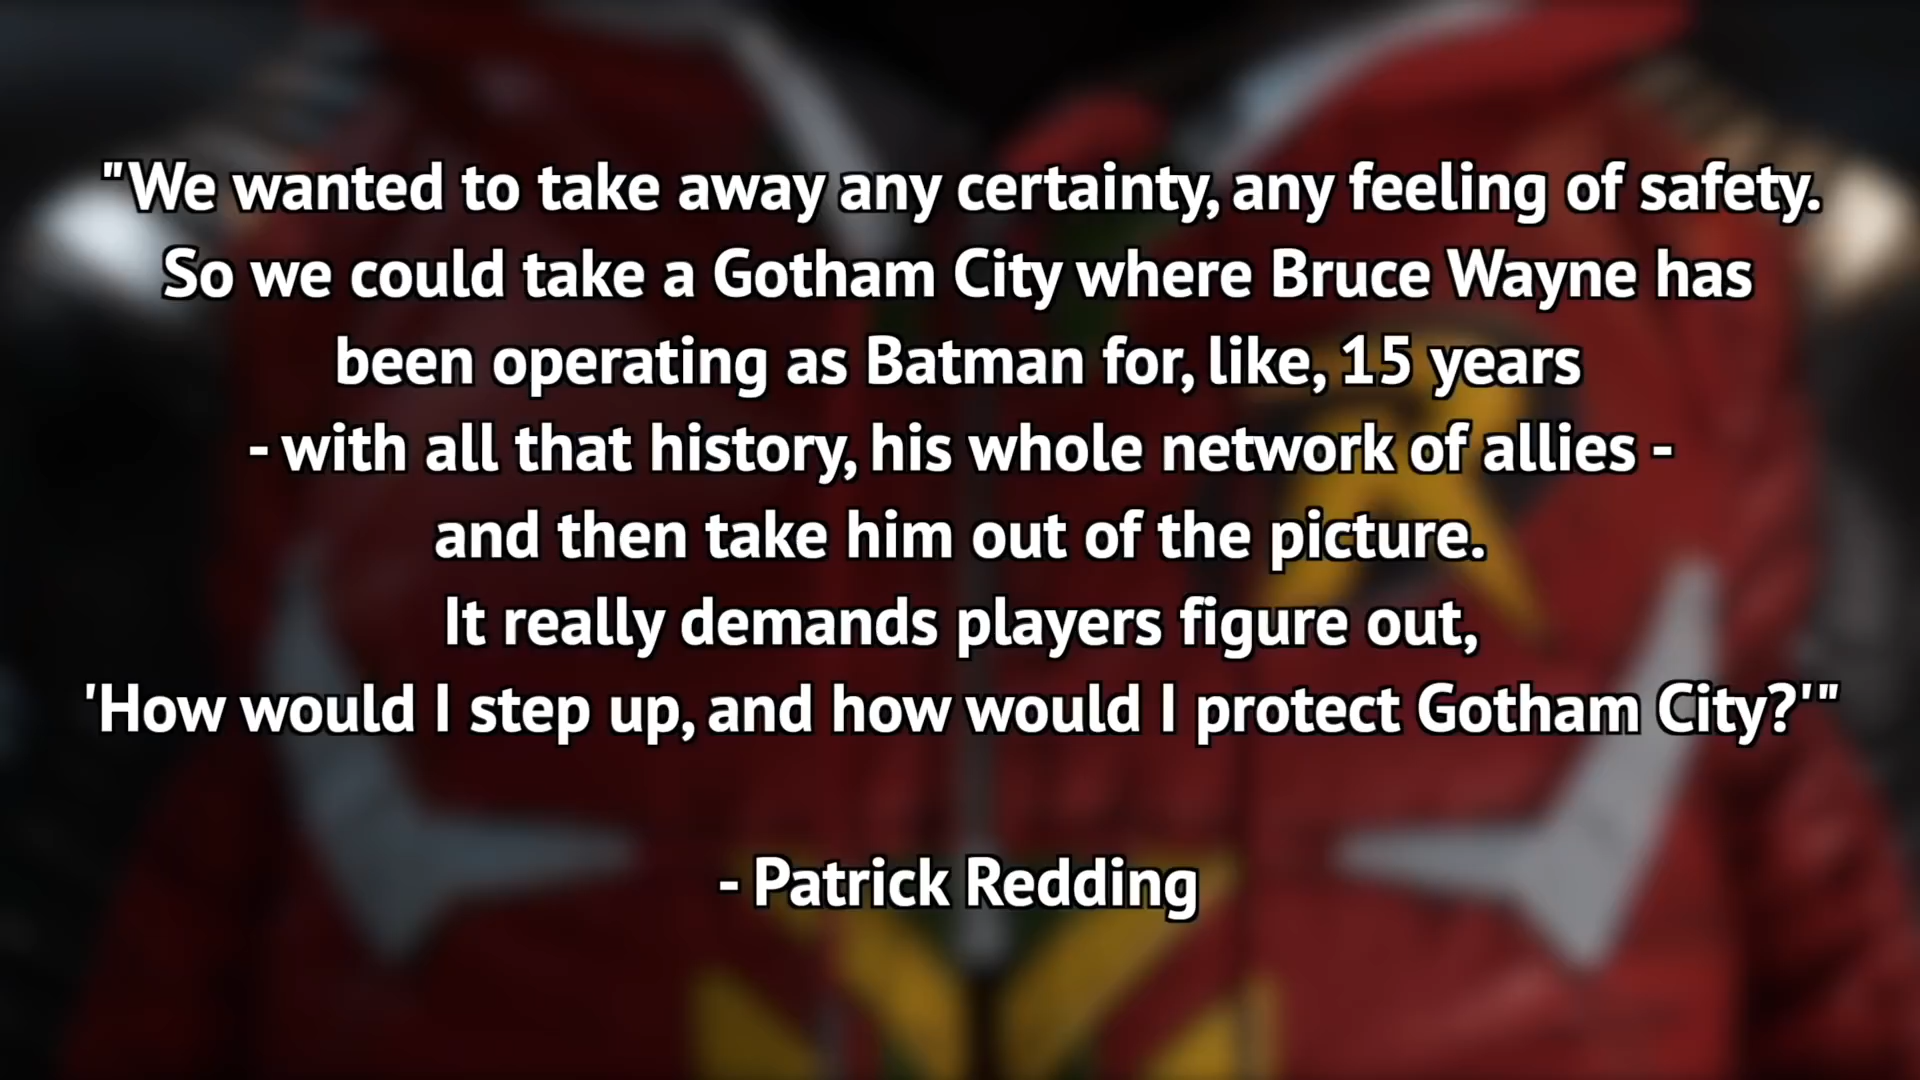 "We wanted to take away any certainty, any feeling of safety.
So we could take a Gotham City where Bruce Wayne has
been operating as Batman for, like, 15 years
- with all that history, his whole network of allies -
and then take him out of the picture.
It really demands players figure out,
'How would I step up, and how would I protect Gotham City?'"
- Patrick Redding